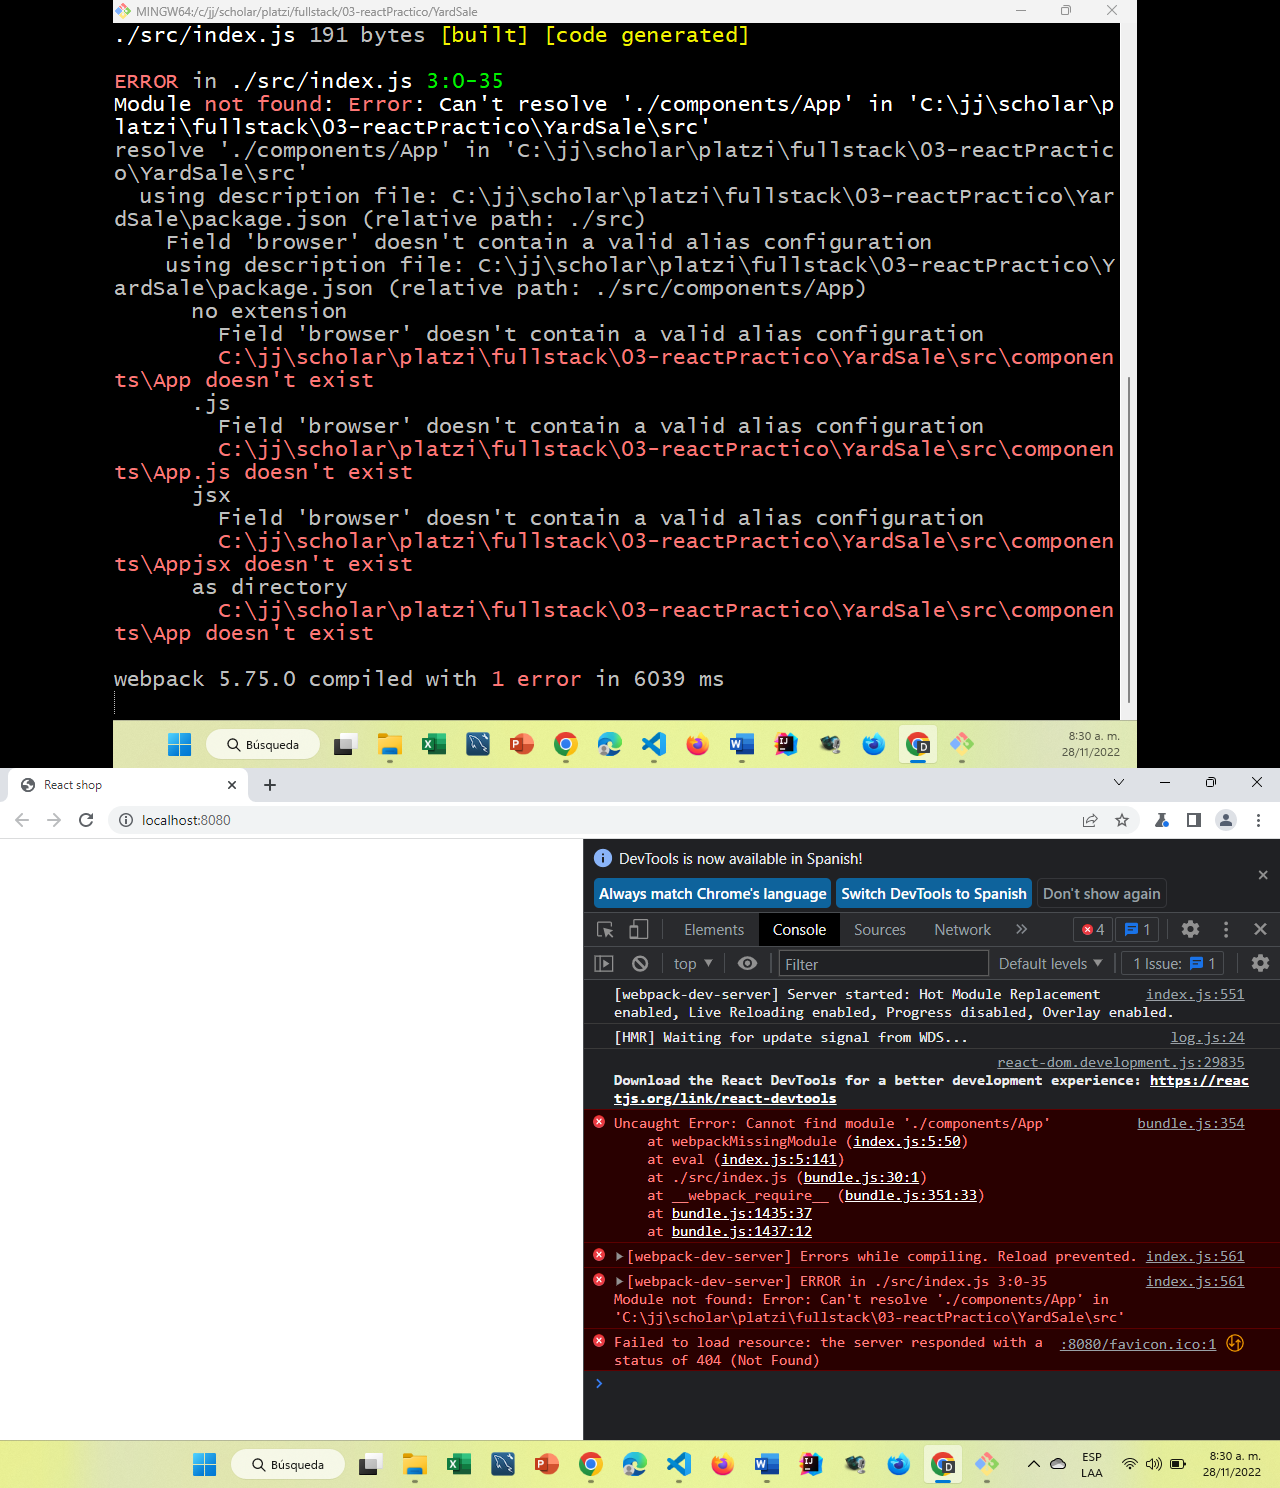 MINGW64:/c/jj/scholar/platzi/fullstack/03-reactPractico/YardSale
./src/index.js 191 bytes [built] [code generated]
ERROR in ./src/index.js 3:0-35
Module not found: Error: Can't resolve './components/App' in 'C:\jj\scholar\p
latzi\fullstack\03-reactPractico\YardSale\src'
resolve './components/App' in 'C:\jj\scholar\platzi\fullstack\03-reactPractic
o\YardSale\src'
using description file: C:\jj\scholar\platzi\fullstack\03-reactPractico\Yar
dSale\package.json (relative path: ./src)
Field 'browser' doesn't contain a valid alias configuration
using description file: C:\jj\scholar\platzi\fullstack\03-reactPractico\Y
ardSale\package.json (relative path: ./src/components/App)
no extension
Field 'browser' doesn't contain a valid alias configuration
C:\jj\scholar\platzi\fullstack\03-reactPractico\YardSale\src\componen
ts\App doesn't exist
.js
Field 'browser' doesn't contain a valid alias configuration
C:\jj\scholar\platzi\fullstack\03-reactPractico\YardSale\src\componen
ts\App.js doesn't exist
jsx
Field 'browser' doesn't contain a valid alias configuration
C:\jj\scholar\platzi\fullstack\03-reactPractico\YardSale\src\componen
ts\Appjsx doesn't exist
as directory
C:\jj\scholar\platzi\fullstack\03-reactPractico\YardSale\src\componen
ts\App doesn't exist
webpack 5.75.0 compiled with 1 error in 6039 ms
Búsqueda
8:30 a. m.
28/11/2022
React shop
localhost:8080
DevTools is now available in Spanish!
Always match Chrome's language Switch DevTools to Spanish Don't show again
Elements Console Sources Network 4 1
top Filter Default levels 1 Issue: 1
[webpack-dev-server] Server started: Hot Module Replacement index.js:551
enabled, Live Reloading enabled, Progress disabled, Overlay enabled.
[HMR] Waiting for update signal from WDS... log.js:24
react-dom.development.js:29835
Download the React DevTools for a better development experience: https://reac
tjs.org/link/react-devtools
Uncaught Error: Cannot find module './components/App' bundle.js:354
at webpackMissingModule (index.js:5:50)
at eval (index.js:5:141)
at ./src/index.js (bundle.js:30:1)
at __webpack_require__ (bundle.js:351:33)
at bundle.js:1435:37
at bundle.js:1437:12
[webpack-dev-server] Errors while compiling. Reload prevented. index.js:561
[webpack-dev-server] ERROR in ./src/index.js 3:0-35 index.js:561
Module not found: Error: Can't resolve './components/App' in
'C:\jj\scholar\platzi\fullstack\03-reactPractico\YardSale\src'
Failed to load resource: the server responded with a :8080/favicon.ico:1
status of 404 (Not Found)
Búsqueda
ESP
LAA
8:30 a. m.
28/11/2022